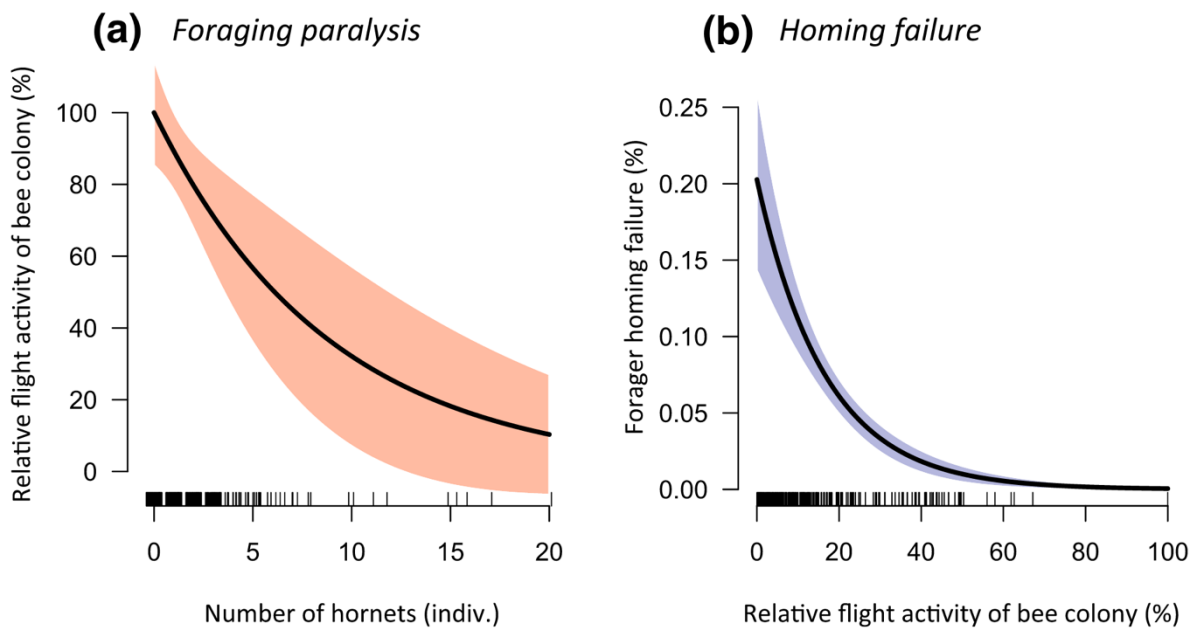 (a) Foraging paralysis
Relative flight activity of bee colony (%)
100
80
60
40
20
0
0 5 10 15 20
Number of hornets (indiv.)
(b) Homing failure
Forager homing failure (%)
0.25
0.20
0.15
0.10
0.05
0.00
0 20 40 60 80 100
Relative flight activity of bee colony (%)